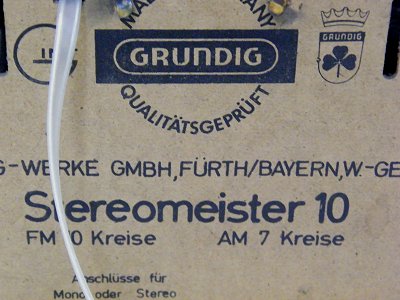 GRUNDIG
GRUNDIG
QUALITÄTSGEPRÜFT
-WERKE GMBH, FÜRTH/BAYERN, W.-GE
Stereomeister 10
FM 10 Kreise AM 7 Kreise
Anschlüsse für
Mono oder Stereo